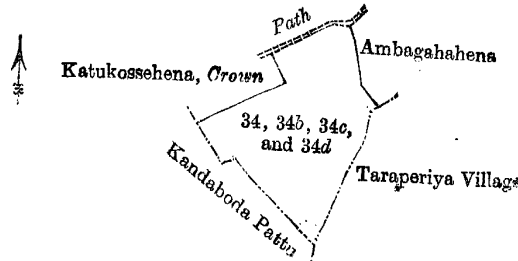 Path
Ambagahahena
Katukossehena, Crown
34, 34b, 34c,
and 34d
Taraperiya Village
Kandaboda Pattu